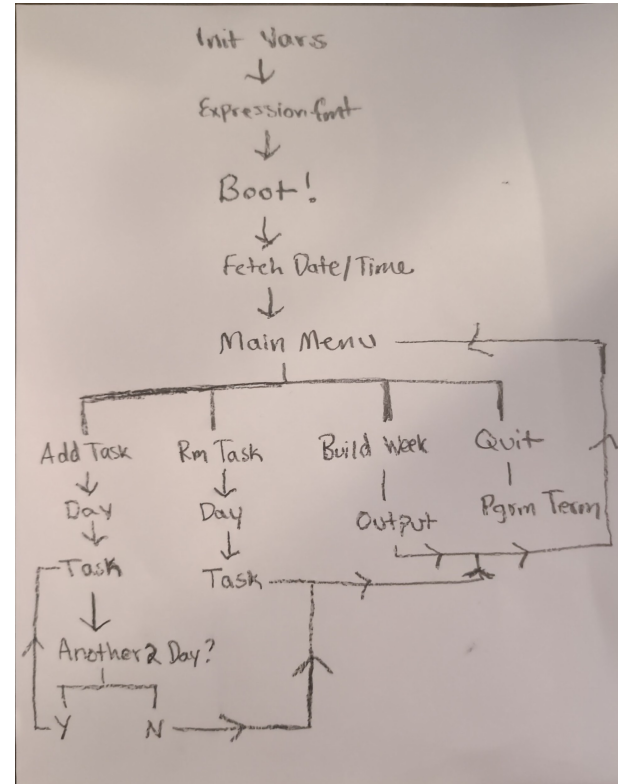 Init Vars
Expression fmt
Boot!
Fetch Date/Time
Main Menu
Add Task Rm Task Build Week Quit
Day Day Output Pgrm Term
Task Task
Another 2 Day?
Y N